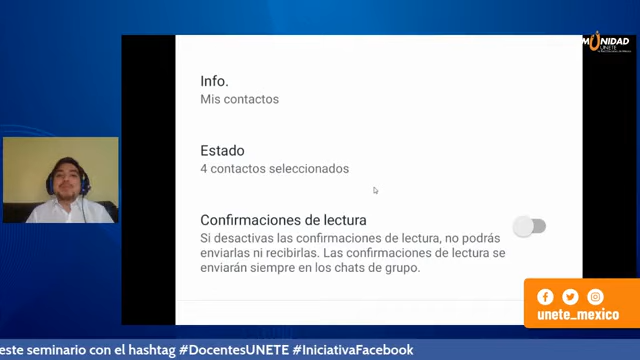 MUNIDAD
UNETE
Info.
Mis contactos
Estado
4 contactos seleccionados
Confirmaciones de lectura
Si desactivas las confirmaciones de lectura, no podrás
enviarlas ni recibirlas. Las confirmaciones de lectura se
enviarán siempre en los chats de grupo.
unete_mexico
este seminario con el hashtag #DocentesUNETE #IniciativaFacebook